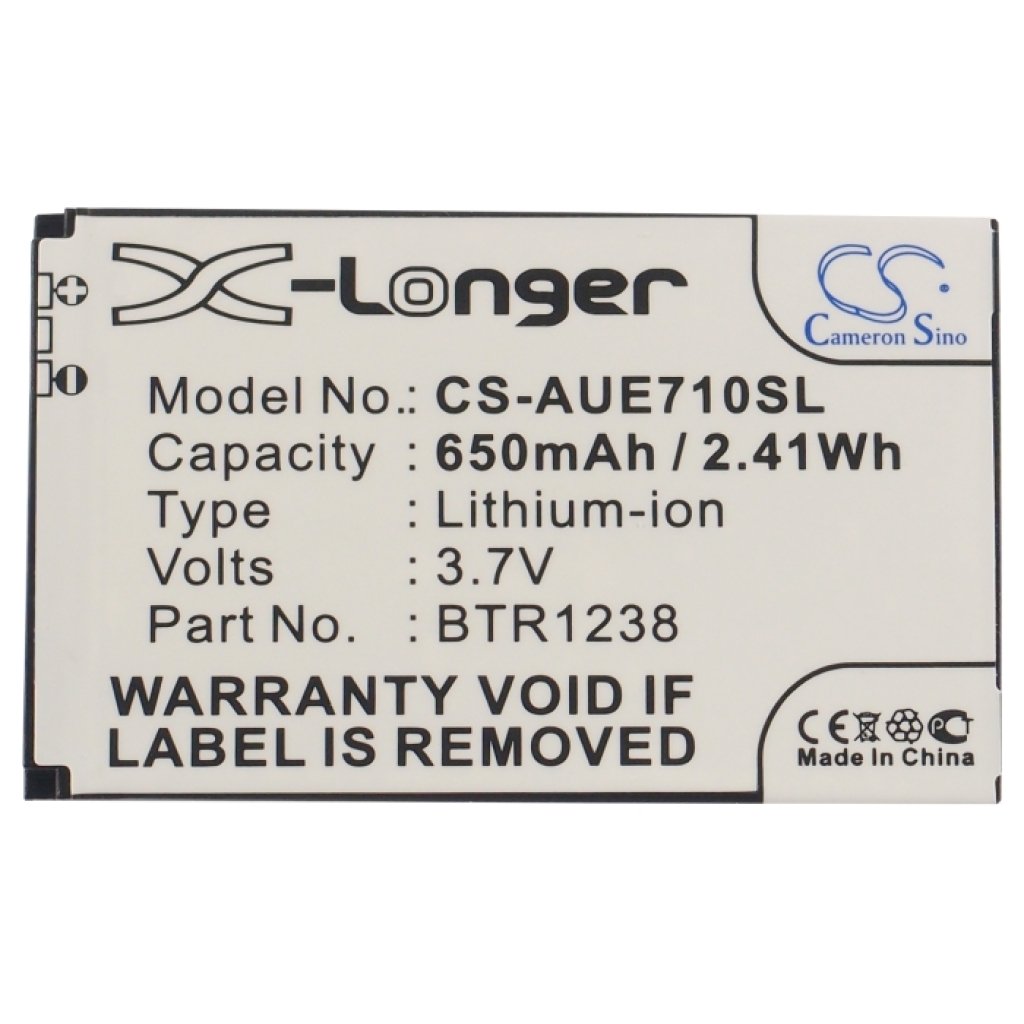 X-Longer
CS
Cameron Sino
Model No.: CS-AUE710SL
Capacity : 650mAh / 2.41Wh
Type : Lithium-ion
Volts : 3.7V
Part No. : BTR1238
WARRANTY VOID IF
LABEL IS REMOVED
CE PCT
Made In China